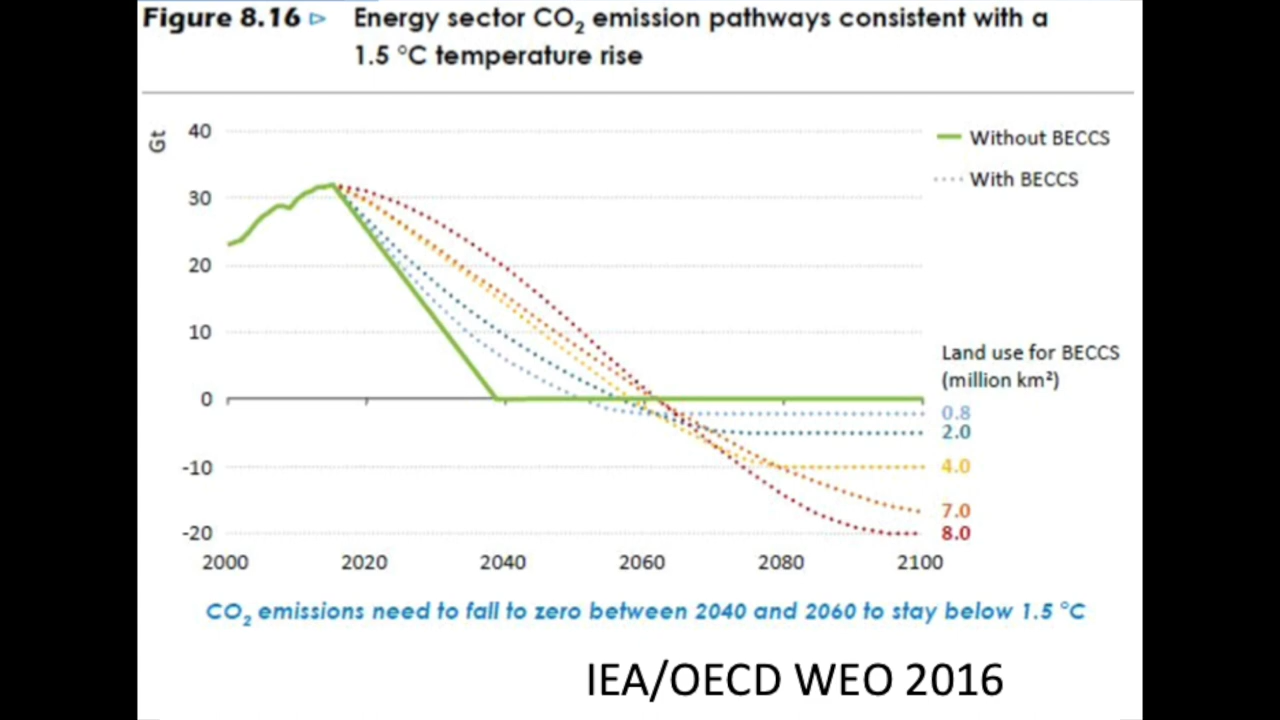 Figure 8.16 ▷ Energy sector CO₂ emission pathways consistent with a
1.5 °C temperature rise
Gt
40
30
20
10
0
-10
-20
Without BECCS
With BECCS
Land use for BECCS
(million km²)
0.8
2.0
4.0
7.0
8.0
2000 2020 2040 2060 2080 2100
CO₂ emissions need to fall to zero between 2040 and 2060 to stay below 1.5 °C
IEA/OECD WEO 2016